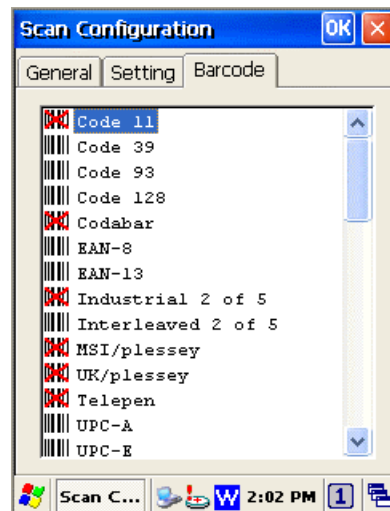 Scan Configuration OK
General Setting Barcode
Code 11
Code 39
Code 93
Code 128
Codabar
EAN-8
EAN-13
Industrial 2 of 5
Interleaved 2 of 5
MSI/plessey
UK/plessey
Telepen
UPC-A
UPC-E
Scan C... W 2:02 PM 1